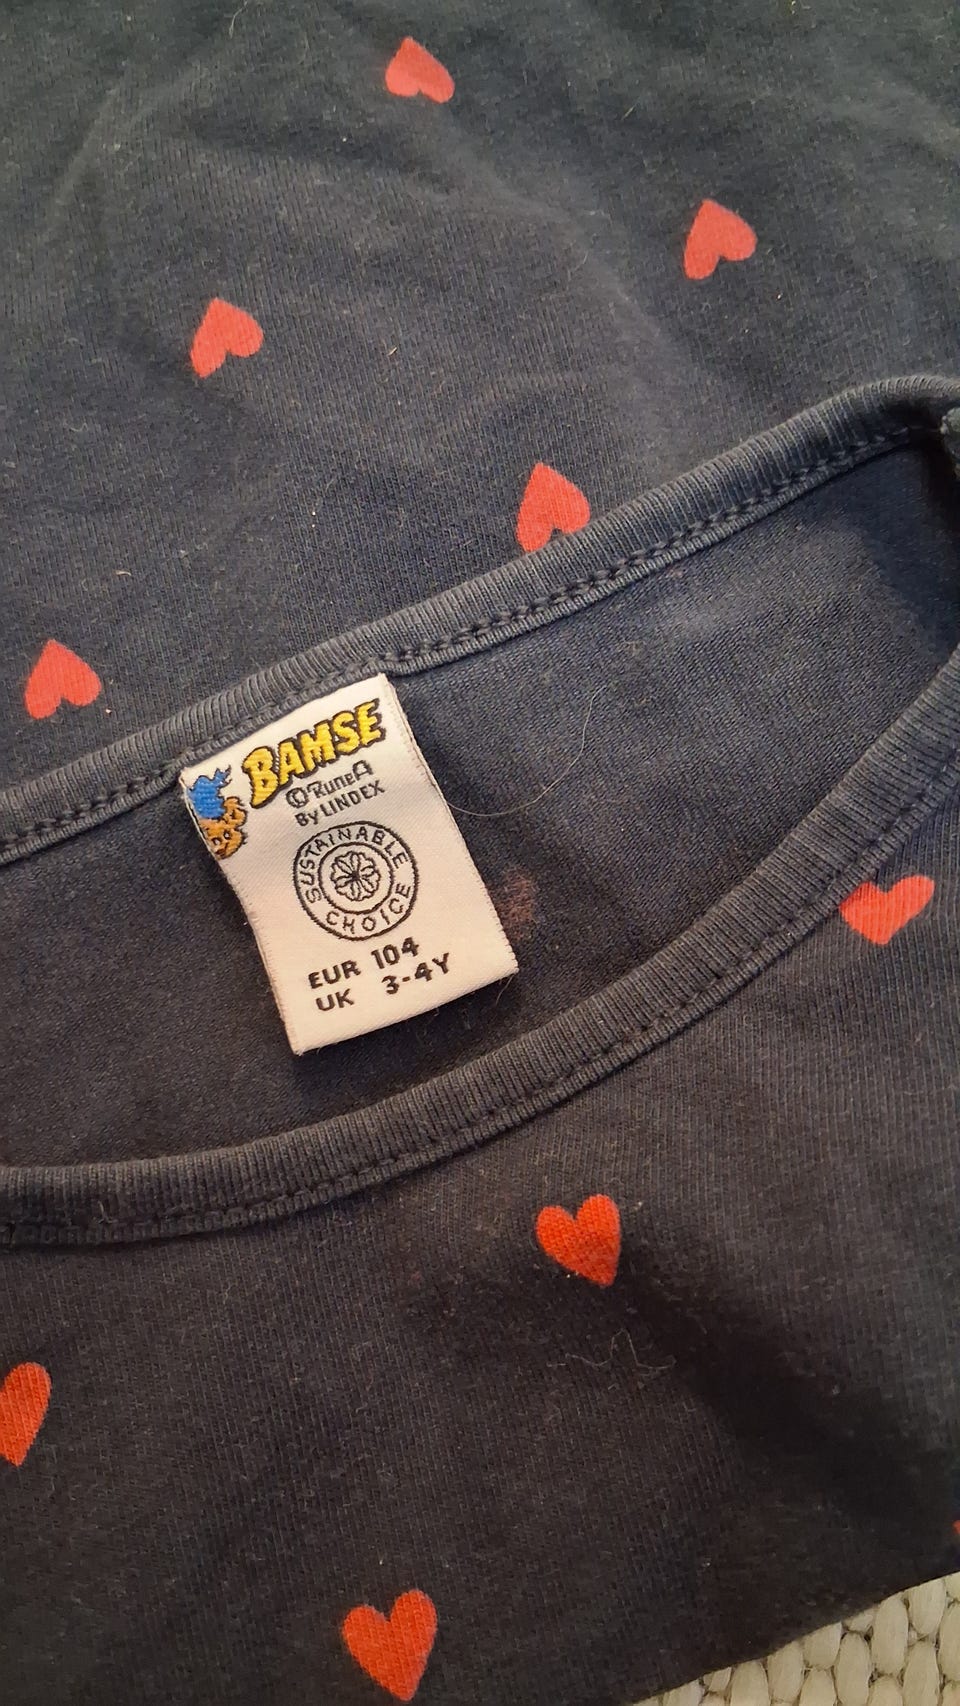 BAMSE
©RuneA
By LINDEX
SUSTAINABLE
CHOICE
EUR 104
UK 3-4Y